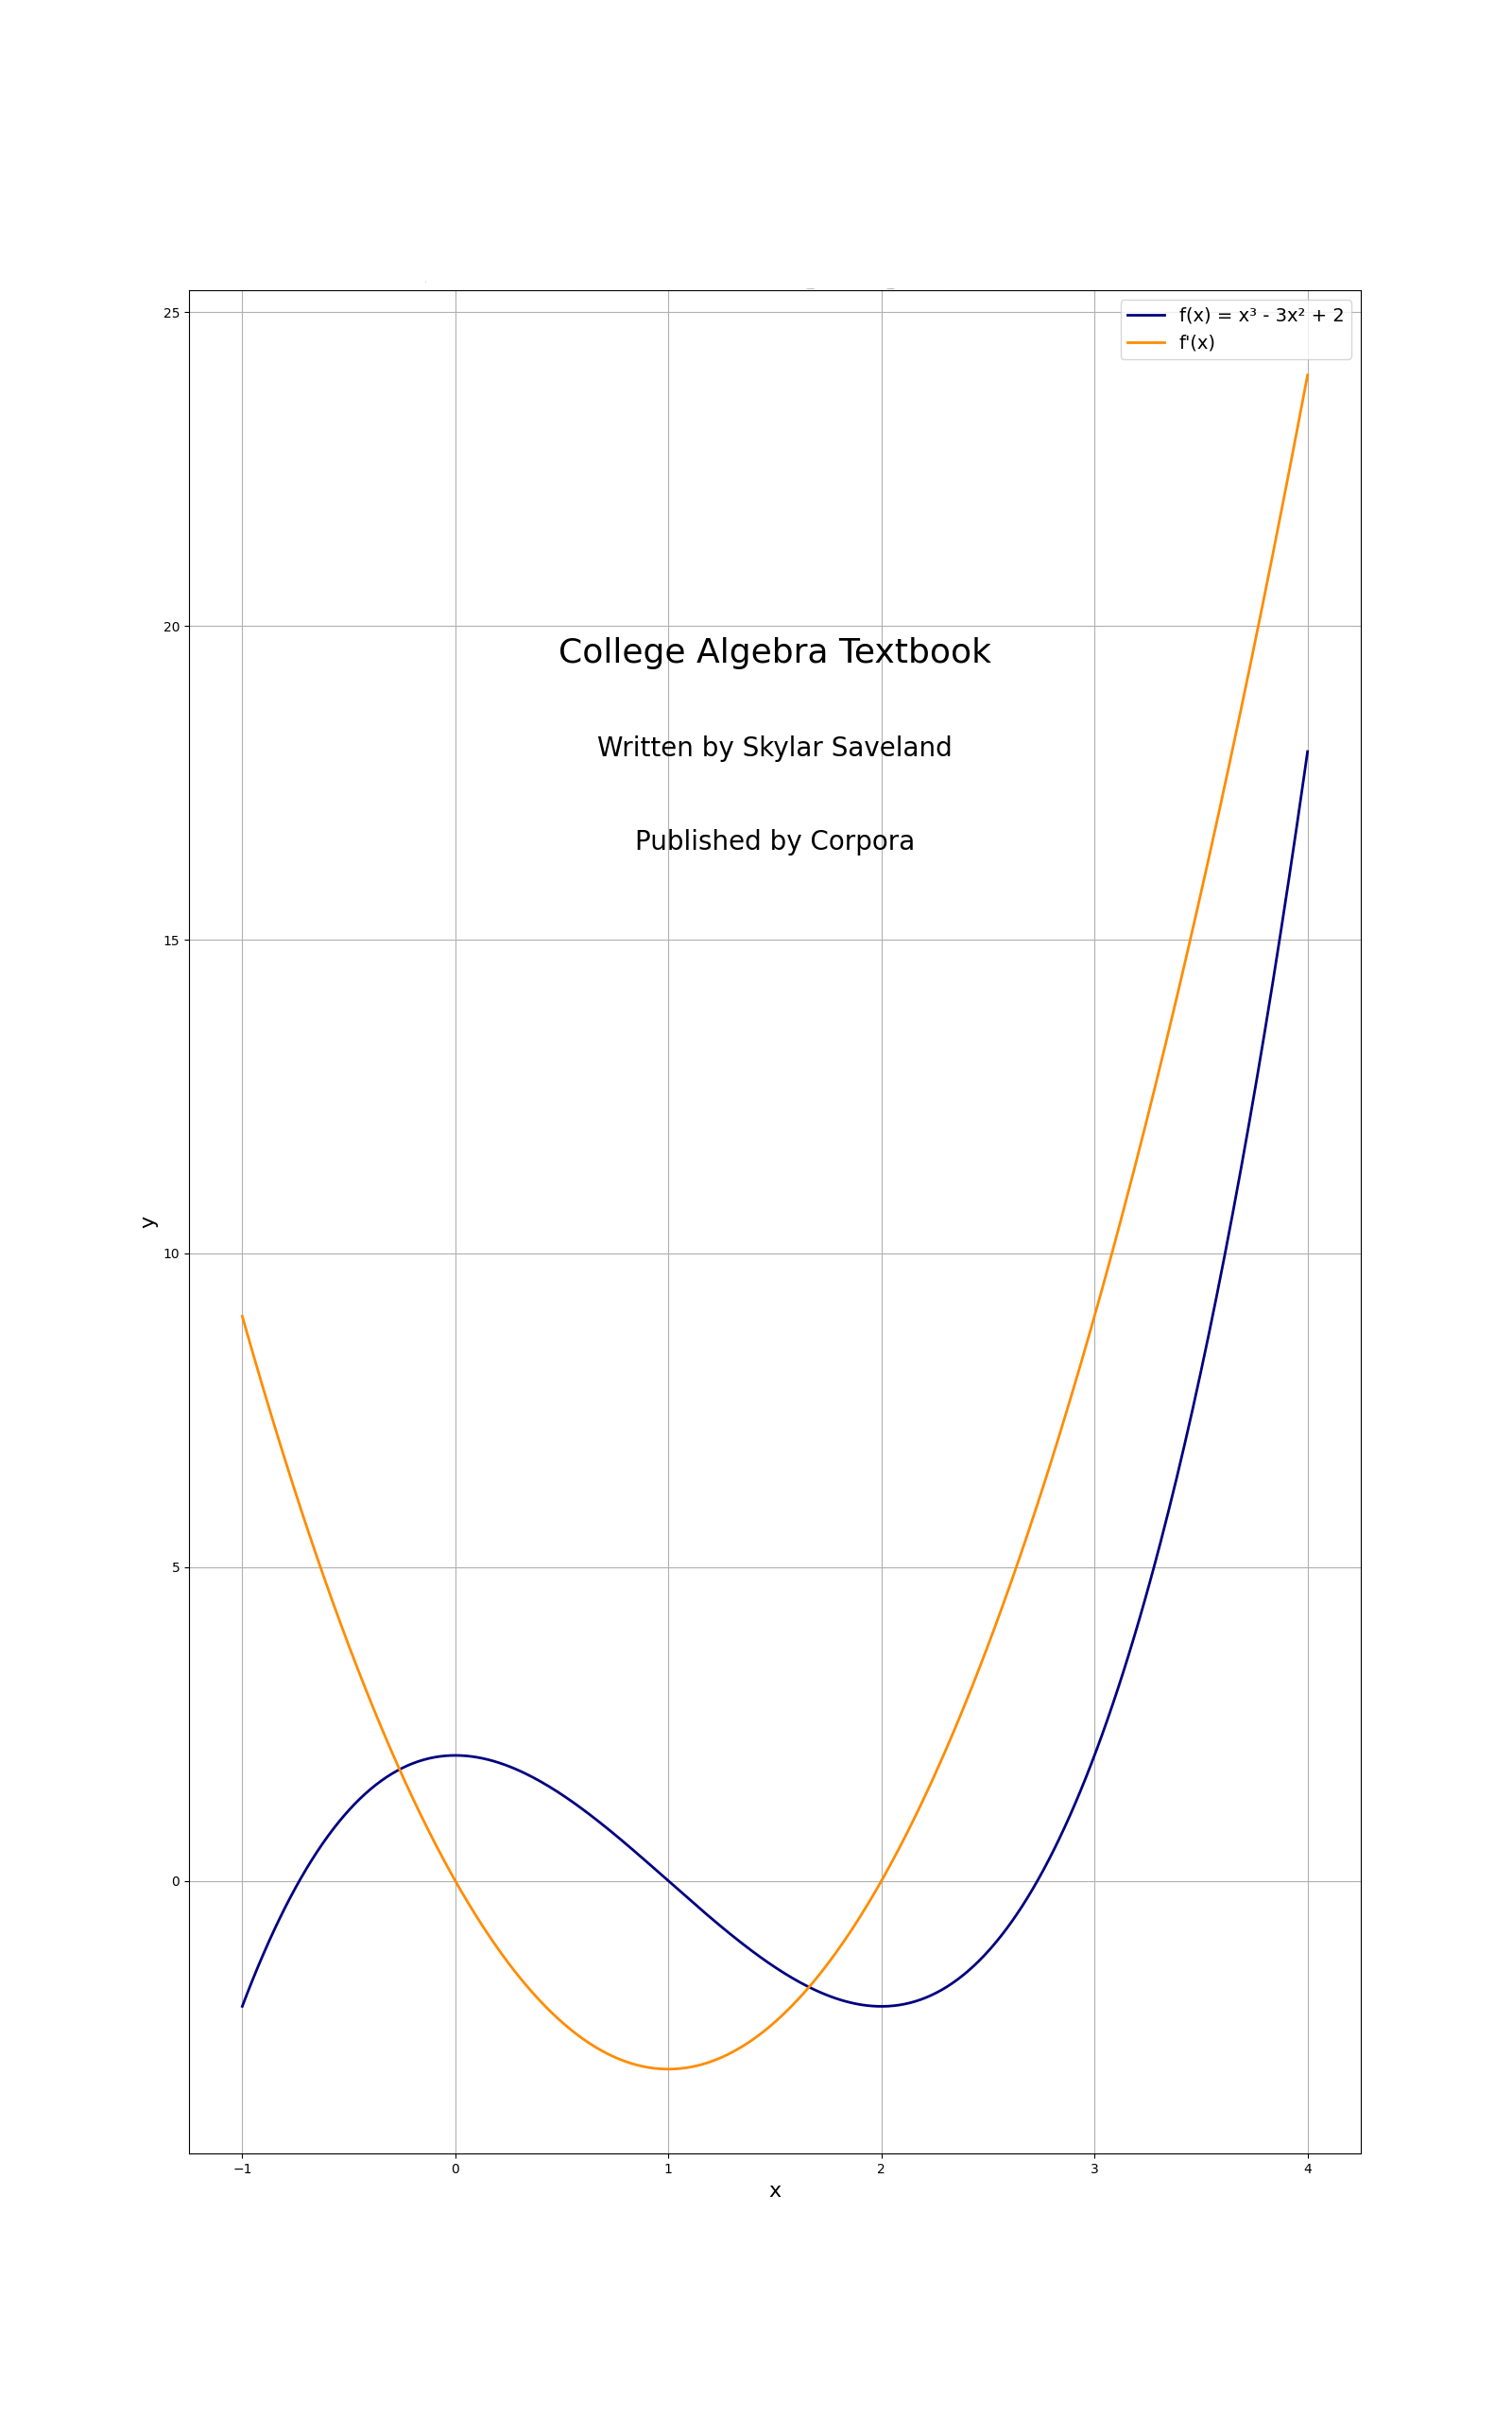 25
f(x) = x³ - 3x² + 2
f'(x)
20
College Algebra Textbook
Written by Skylar Saveland
Published by Corpora
15
y
10
5
0
−1 0 1 2 3 4
x